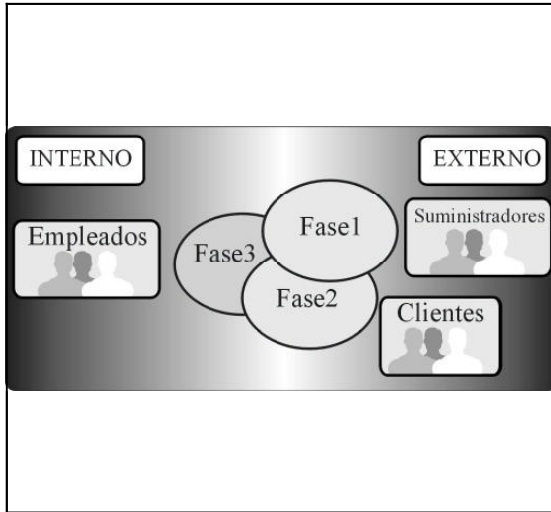 INTERNO
EXTERNO
Empleados
Fase1
Fase2
Fase3
Suministradores
Clientes